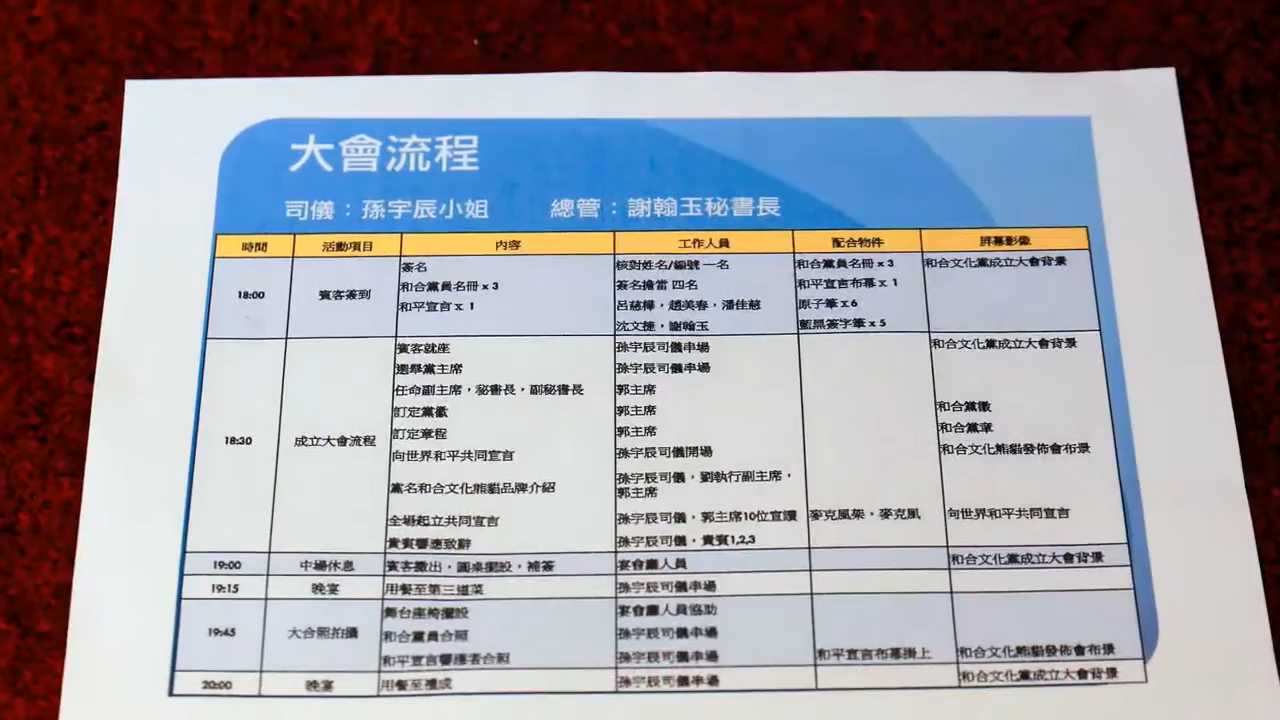 大會流程
司儀：孫宇辰小姐 總管：謝翰玉秘書長
時間 活動項目 內容 工作人員 配合物件 屏幕影像
18:00 賓客簽到
簽名 核對姓名/編號 一名 和合黨員名冊 x 3 和合文化黨成立大會背景
和合黨員名冊 x 3 簽名擔當 四名 和平宣言布幕 x 1
和平宣言 x 1 呂慈樺，趙美春，潘佳慈 原子筆 x 6
沈文捷，謝翰玉 藍黑簽字筆 x 5
18:30 成立大會流程
賓客就座 孫宇辰司儀串場 和合文化黨成立大會背景
選舉黨主席 孫宇辰司儀串場
任命副主席，秘書長，副秘書長 郭主席
訂定黨徽 郭主席 和合黨徽
訂定章程 郭主席 和合黨章
向世界和平共同宣言 孫宇辰司儀開場 和合文化熊貓發佈會布景
黨名和合文化熊貓品牌介紹 孫宇辰司儀，劉執行副主席，
郭主席
全場起立共同宣言 孫宇辰司儀，郭主席10位宣讀 麥克風架，麥克風 向世界和平共同宣言
貴賓響應致辭 孫宇辰司儀，貴賓1,2,3
19:00 中場休息 賓客撤出，圓桌擺設，補簽 宴會廳人員 和合文化黨成立大會背景
19:15 晚宴 用餐至第三道菜 孫宇辰司儀串場
19:45 大合照拍攝
舞台座椅擺設 宴會廳人員協助
和合黨員合照 孫宇辰司儀串場
和平宣言響應者合照 孫宇辰司儀串場 和平宣言布幕掛上 和合文化熊貓發佈會布景
20:00 晚宴 用餐至禮成 孫宇辰司儀串場 和合文化黨成立大會背景